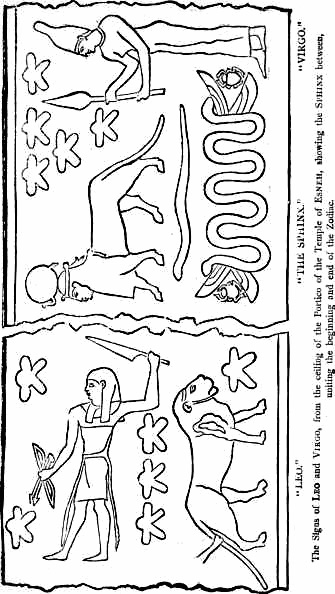 "LEO." "THE SPHINX." "VIRGO."
The Signs of LEO and VIRGO, from the ceiling of the Portico of the Temple of ESNEH, showing the SPHINX between,
uniting the beginning and end of the Zodiac.